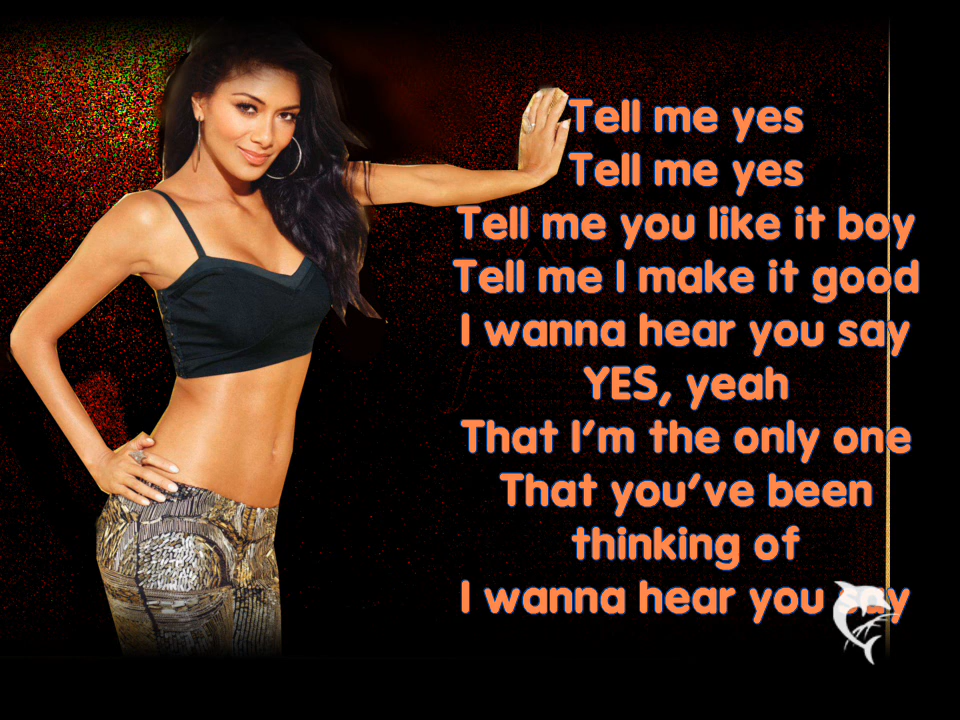 Tell me yes
Tell me yes
Tell me you like it boy
Tell me I make it good
I wanna hear you say
YES, yeah
That I’m the only one
That you’ve been
thinking of
I wanna hear you say